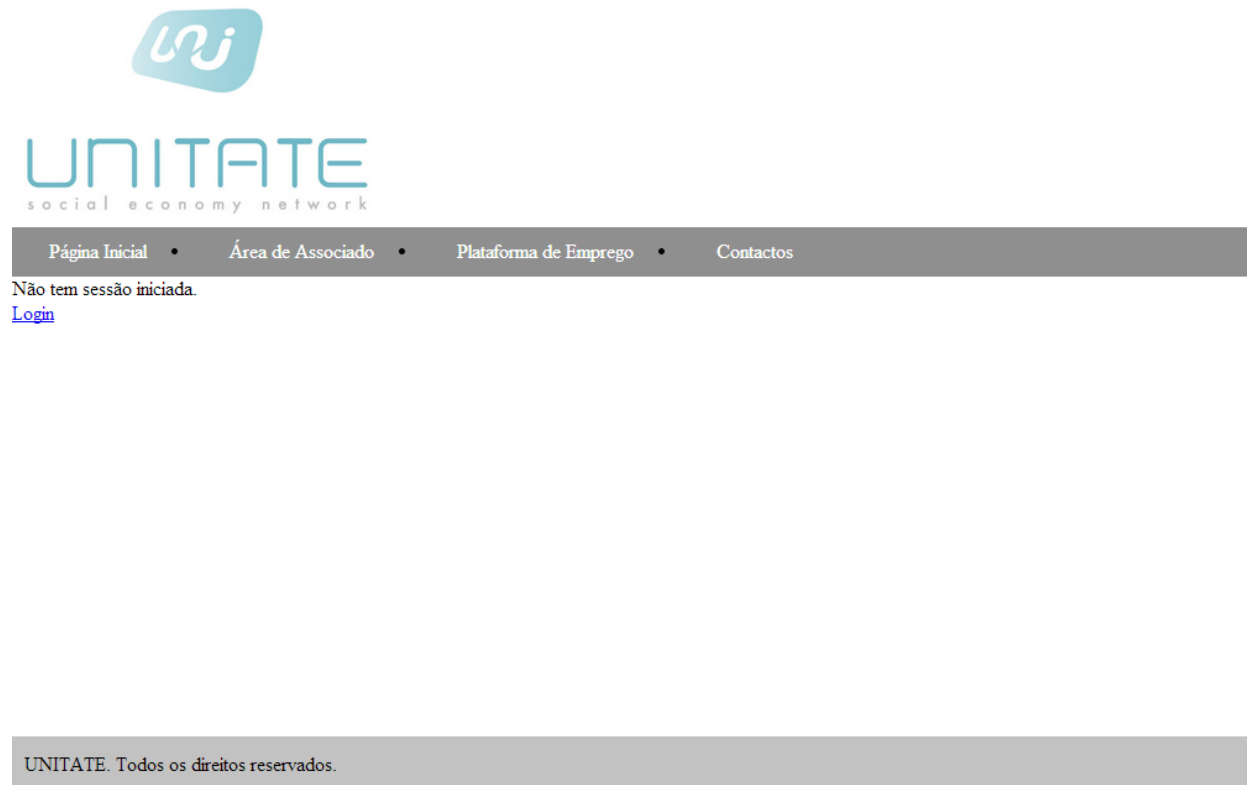 uni
UNITATE
social economy network
Página Inicial • Área de Associado • Plataforma de Emprego • Contactos
Não tem sessão iniciada.
Login
UNITATE. Todos os direitos reservados.